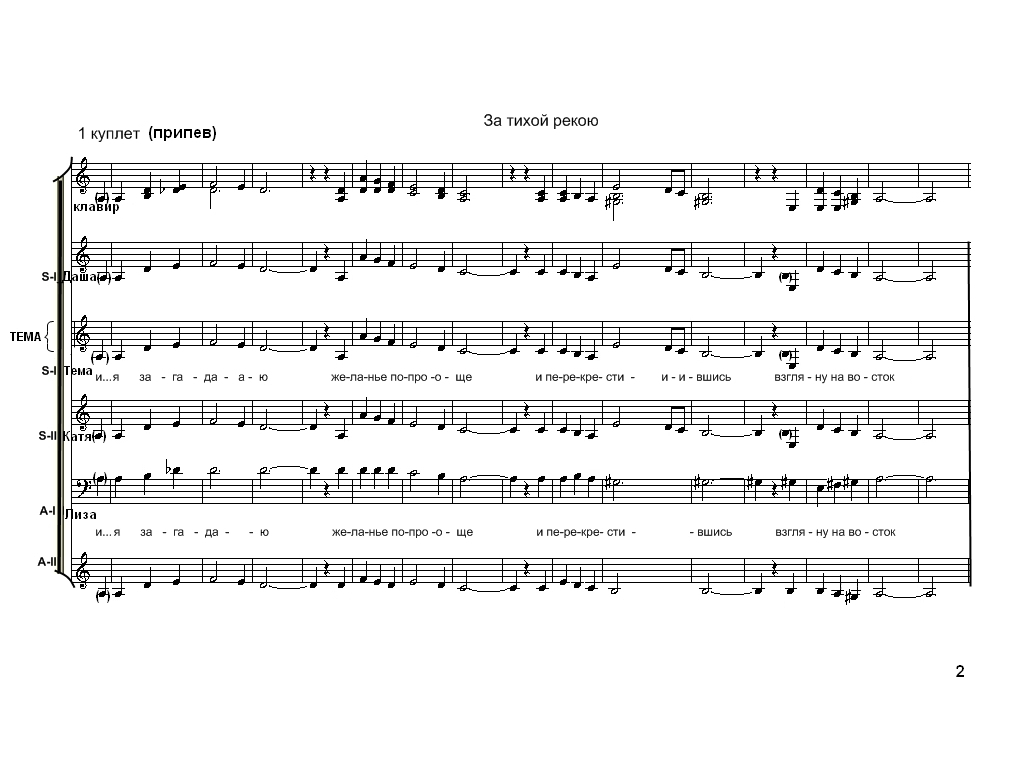 За тихой рекою
1 куплет (припев)
клавир
S-I Даша
ТЕМА
S-I Тема
и...я за - га - да - а - ю же-ла-нье по-про -о - ще и пе-ре-кре- сти - и - и - вшись взгля - ну на во - сток
S-II Катя
A-I Лиза
и...я за - га - да - - ю же-ла-нье по-про -о - ще и пе-ре-кре- сти - - вшись взгля - ну на во - сток
A-II
2